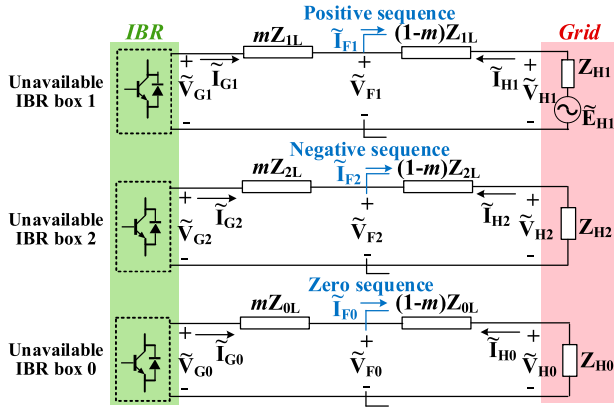 IBR
Positive sequence
Grid
mZ1L
ĨF1
(1-m)Z1L
Unavailable
IBR box 1
+
ṼG1
-
ĨG1
+
ṼF1
-
ĨH1
+
ṼH1
-
ZH1
ẼH1
Negative sequence
mZ2L
ĨF2
(1-m)Z2L
Unavailable
IBR box 2
+
ṼG2
-
ĨG2
+
ṼF2
-
ĨH2
+
ṼH2
-
ZH2
Zero sequence
mZ0L
ĨF0
(1-m)Z0L
Unavailable
IBR box 0
+
ṼG0
-
ĨG0
+
ṼF0
-
ĨH0
+
ṼH0
-
ZH0